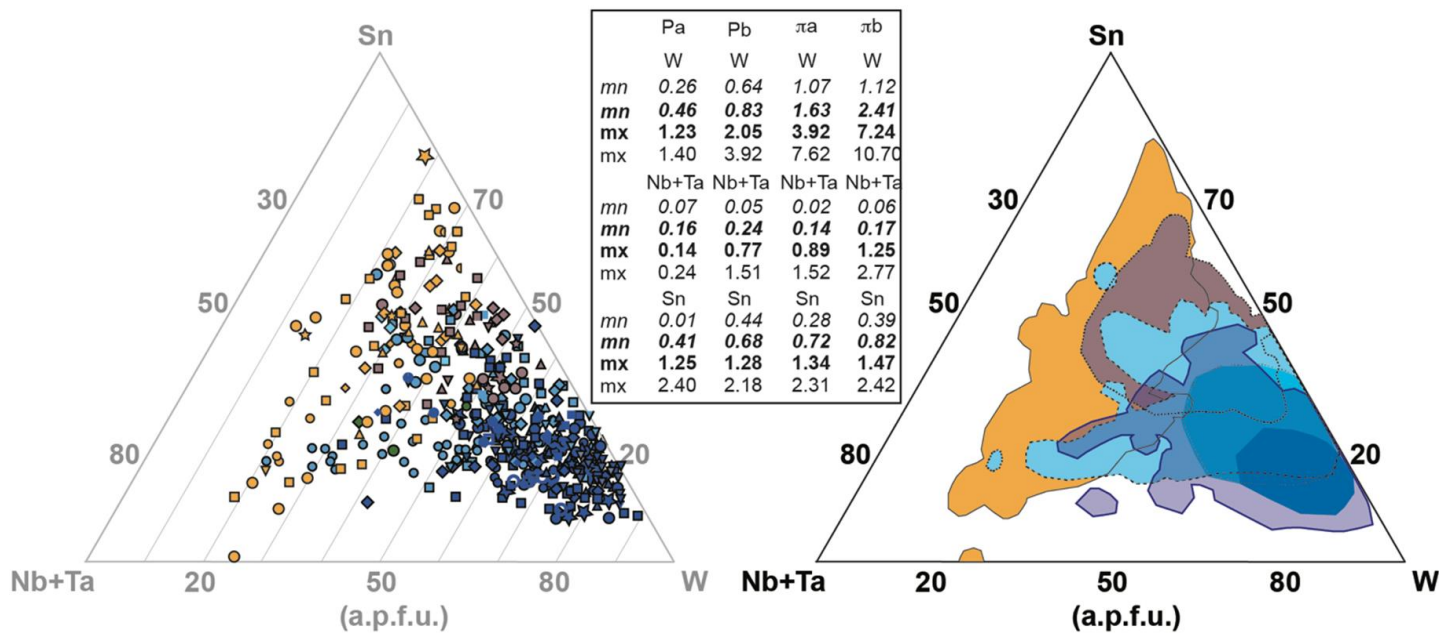 Sn
30
70
50
50
80
20
Nb+Ta
20
50
80
W
(a.p.f.u.)
Pa Pb πa πb
W W W W
mn 0.26 0.64 1.07 1.12
mn 0.46 0.83 1.63 2.41
mx 1.23 2.05 3.92 7.24
mx 1.40 3.92 7.62 10.70
Nb+Ta Nb+Ta Nb+Ta Nb+Ta
mn 0.07 0.05 0.02 0.06
mn 0.16 0.24 0.14 0.17
mx 0.14 0.77 0.89 1.25
mx 0.24 1.51 1.52 2.77
Sn Sn Sn Sn
mn 0.01 0.44 0.28 0.39
mn 0.41 0.68 0.72 0.82
mx 1.25 1.28 1.34 1.47
mx 2.40 2.18 2.31 2.42
Sn
30
70
50
50
80
20
Nb+Ta
20
50
80
W
(a.p.f.u.)